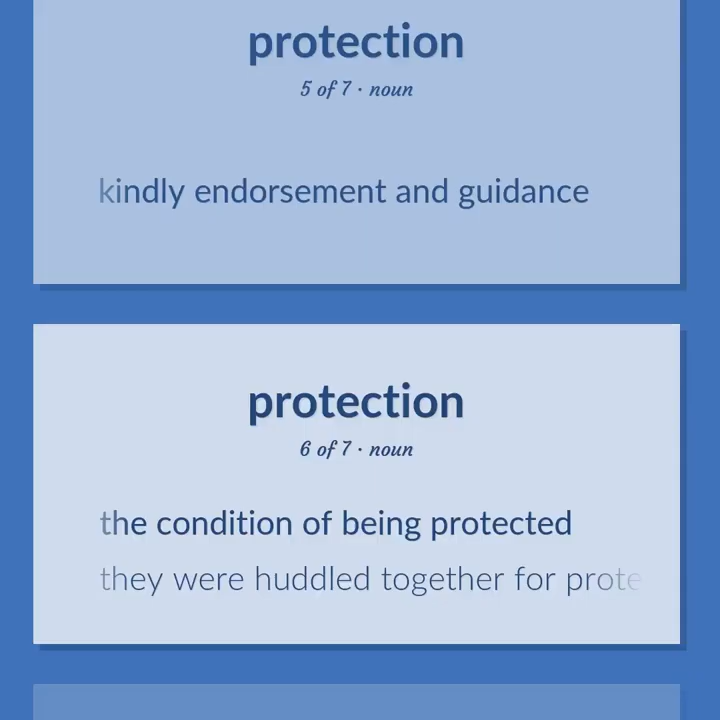 protection
5 of 7 · noun
kindly endorsement and guidance
protection
6 of 7 · noun
the condition of being protected
they were huddled together for prote